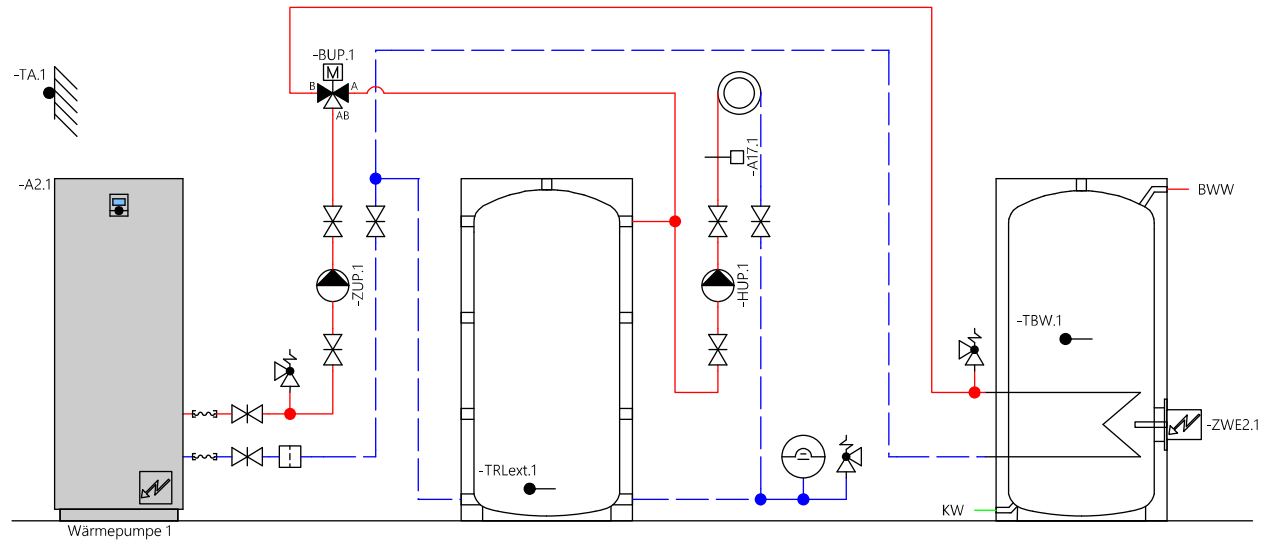 -BUP.1
M
-TA.1
B
A
AB
-A17.1
-A2.1
BWW
-ZUP.1
-HUP.1
-TBW.1
-ZWE2.1
-TRLext.1
KW
Wärmepumpe 1